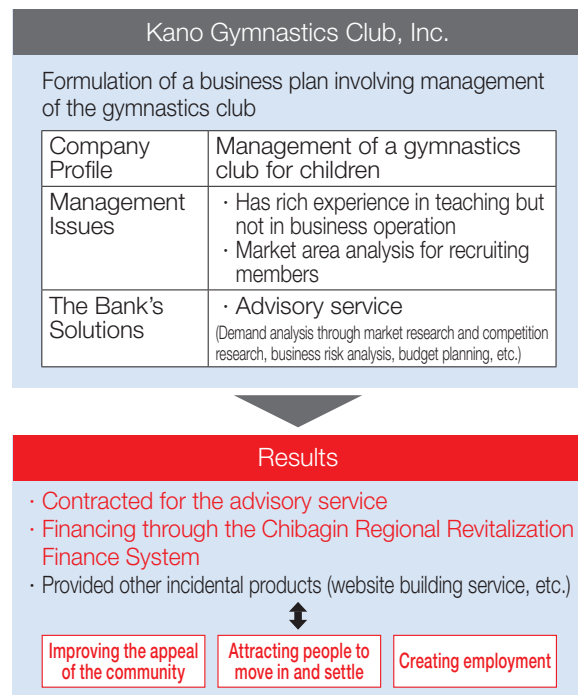 Kano Gymnastics Club, Inc.
Formulation of a business plan involving management
of the gymnastics club
Company
Profile
Management of a gymnastics
club for children
Management
Issues
· Has rich experience in teaching but
not in business operation
· Market area analysis for recruiting
members
The Bank's
Solutions
· Advisory service
(Demand analysis through market research and competition
research, business risk analysis, budget planning, etc.)
Results
· Contracted for the advisory service
· Financing through the Chibagin Regional Revitalization
Finance System
· Provided other incidental products (website building service, etc.)
Improving the appeal
of the community
Attracting people to
move in and settle
Creating employment